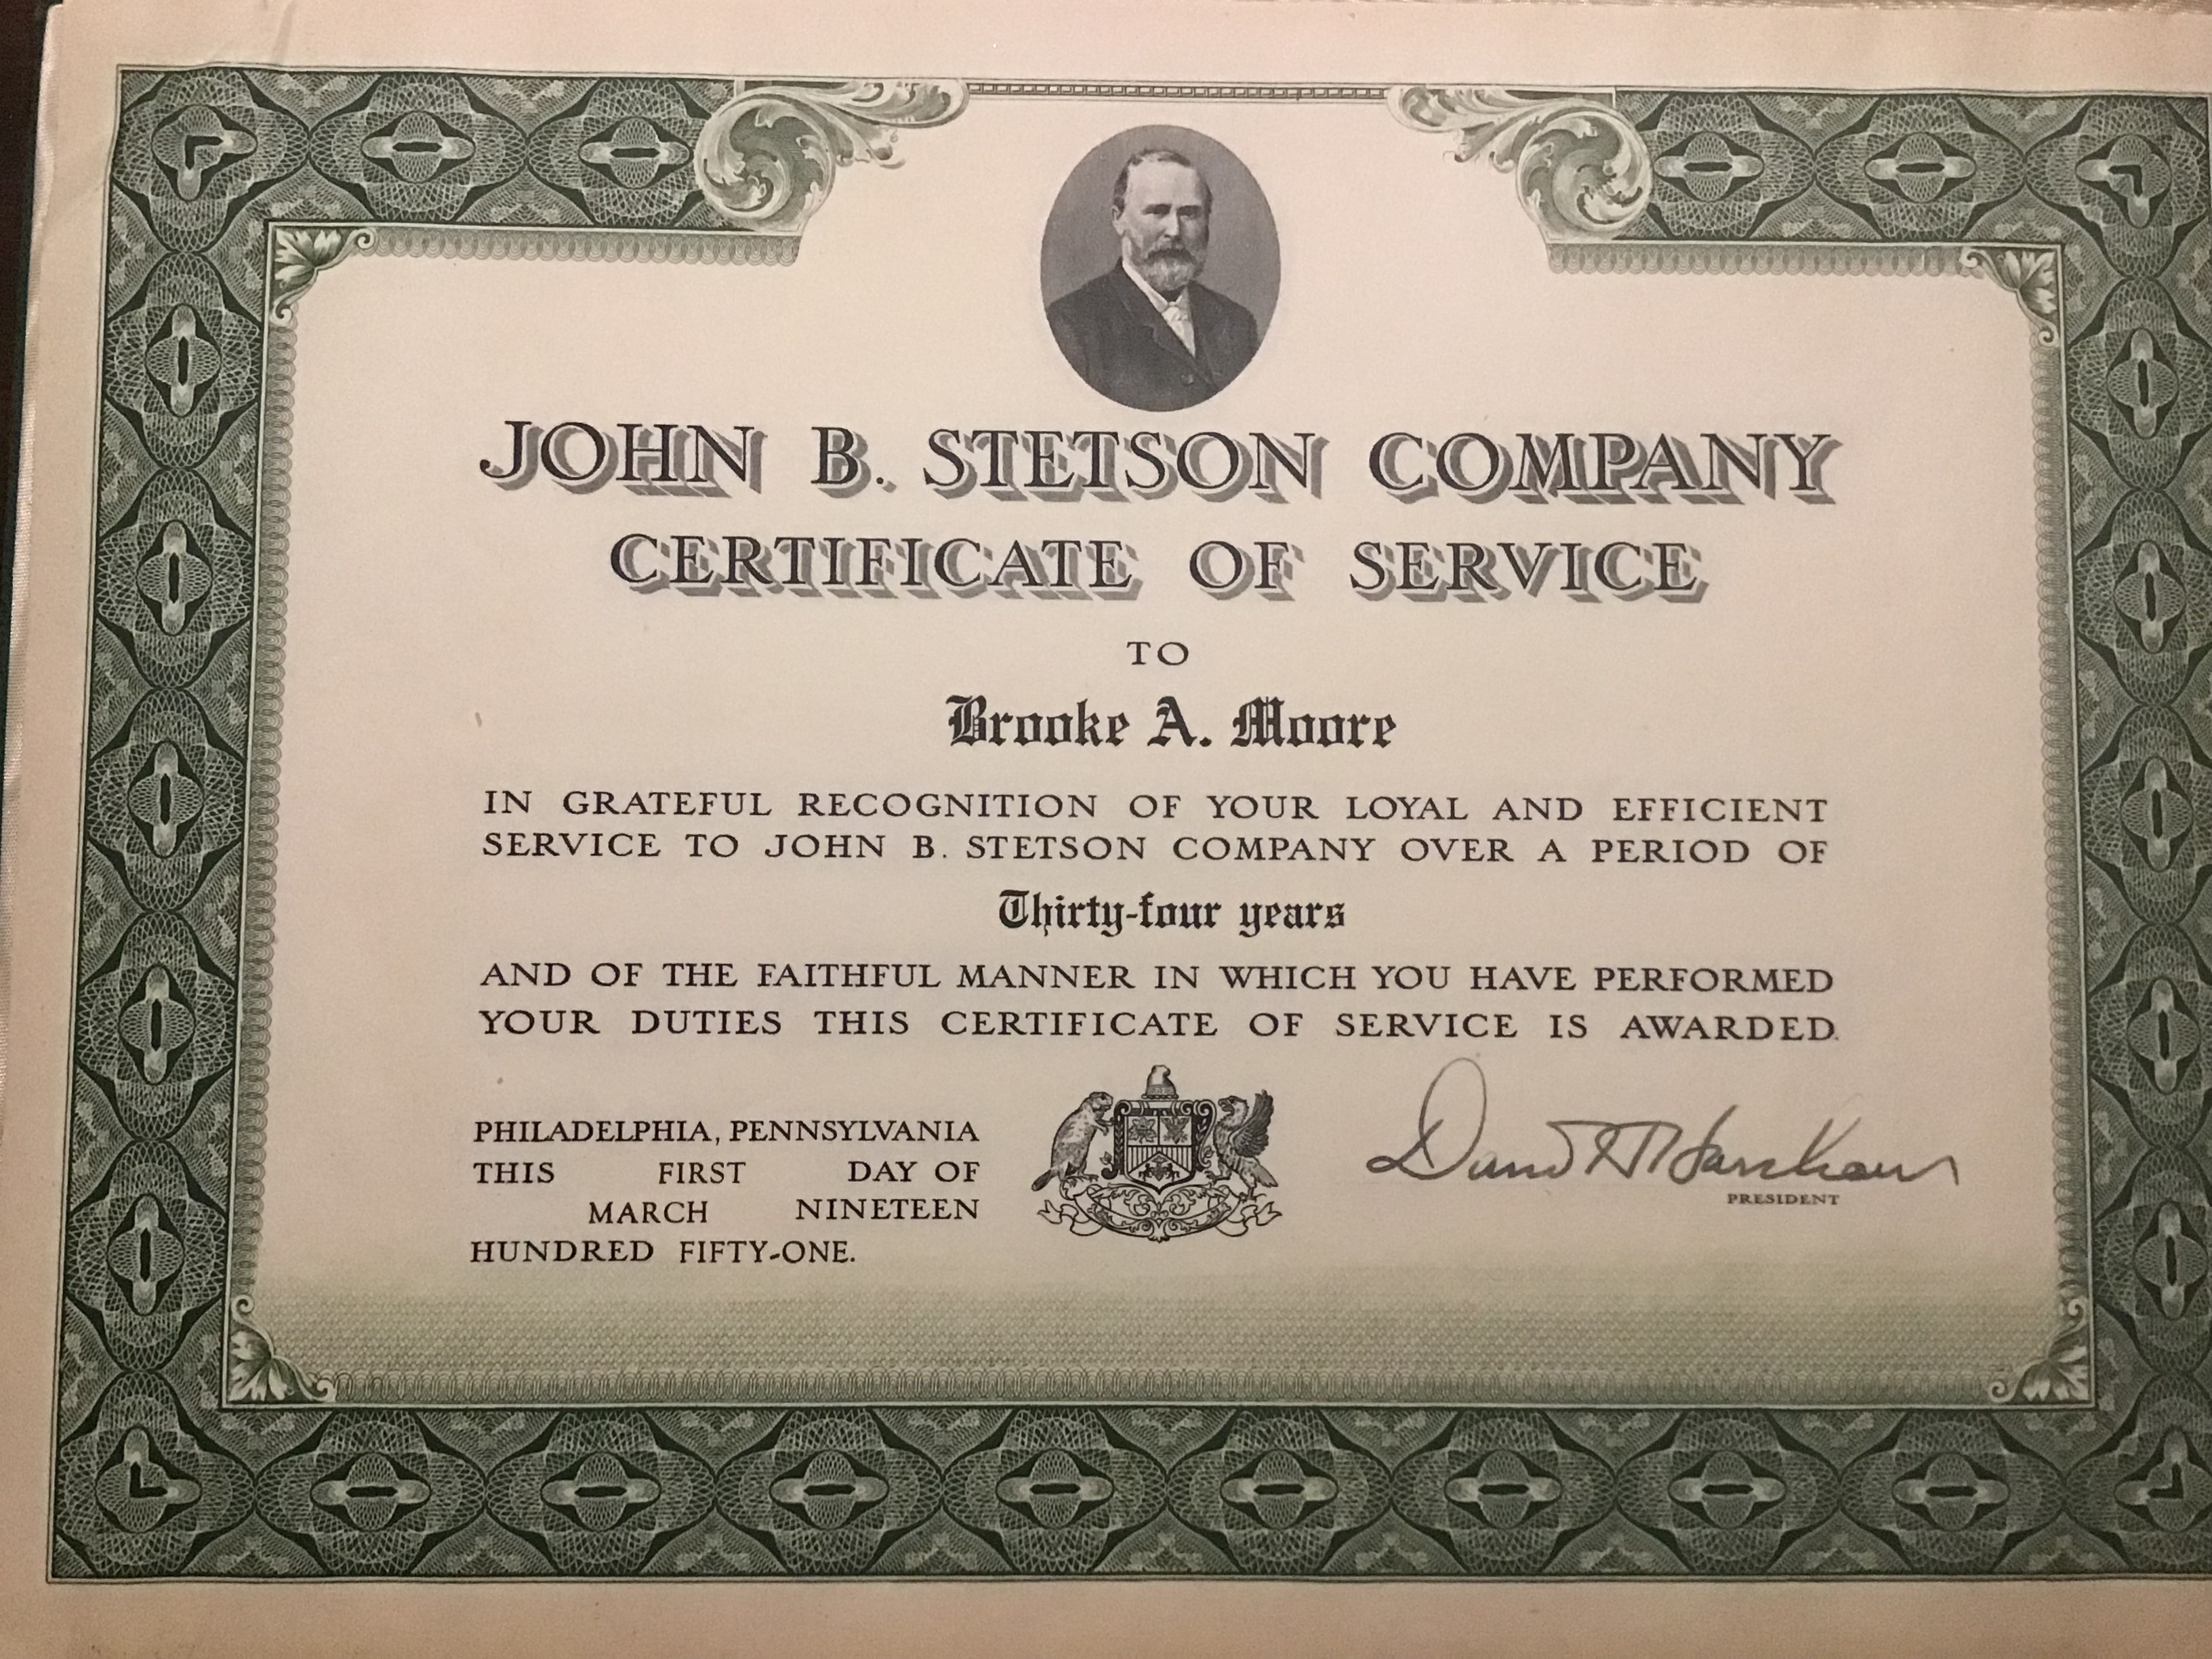 JOHN B. STETSON COMPANY
CERTIFICATE OF SERVICE
TO
Brooke A. Moore
IN GRATEFUL RECOGNITION OF YOUR LOYAL AND EFFICIENT
SERVICE TO JOHN B. STETSON COMPANY OVER A PERIOD OF
Thirty-four years
AND OF THE FAITHFUL MANNER IN WHICH YOU HAVE PERFORMED
YOUR DUTIES THIS CERTIFICATE OF SERVICE IS AWARDED.
PHILADELPHIA, PENNSYLVANIA
THIS FIRST DAY OF
MARCH NINETEEN
HUNDRED FIFTY-ONE.
PRESIDENT